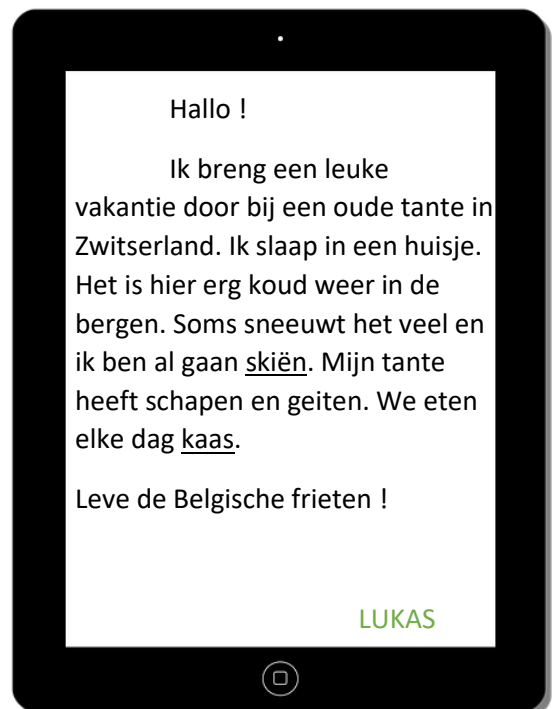 Hallo !
Ik breng een leuke
vakantie door bij een oude tante in
Zwitserland. Ik slaap in een huisje.
Het is hier erg koud weer in de
bergen. Soms sneeuwt het veel en
ik ben al gaan skiën. Mijn tante
heeft schapen en geiten. We eten
elke dag kaas.
Leve de Belgische frieten !
LUKAS